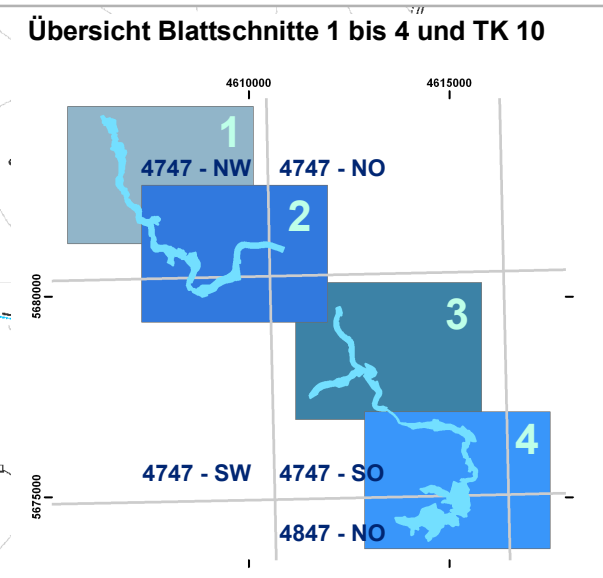 Übersicht Blattschnitte 1 bis 4 und TK 10
4610000 4615000
1
4747 - NW 4747 - NO
2
5680000
3
4
4747 - SW 4747 - SO
5675000
4847 - NO